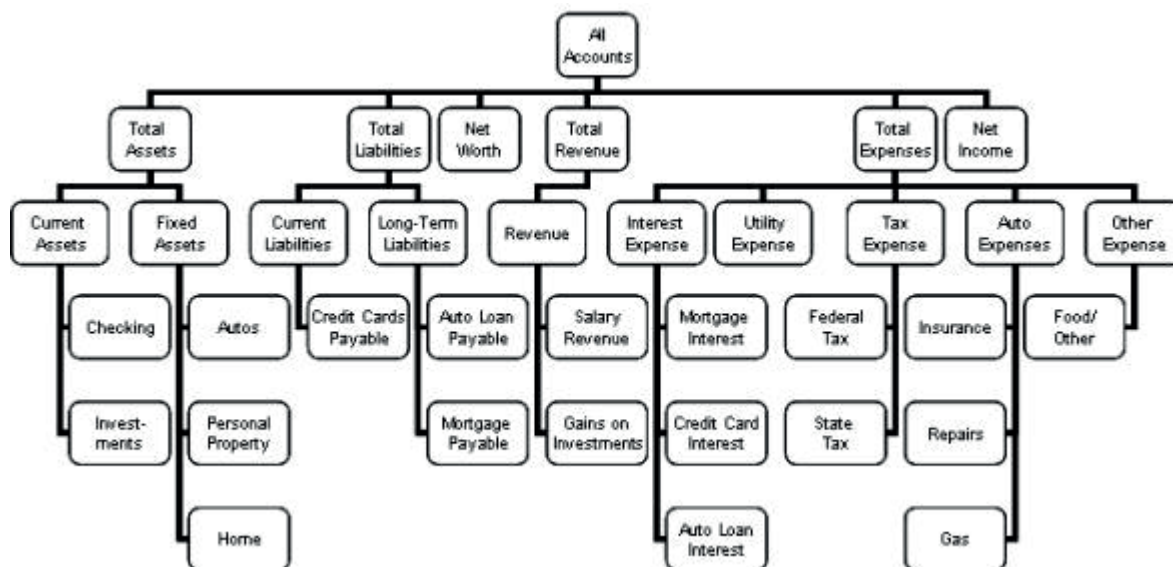 All
Accounts
Total
Assets
Total
Liabilities
Net
Worth
Total
Revenue
Total
Expenses
Net
Income
Current
Assets
Fixed
Assets
Current
Liabilities
Long-Term
Liabilities
Revenue
Interest
Expense
Utility
Expense
Tax
Expense
Auto
Expenses
Other
Expense
Checking
Autos
Credit Cards
Payable
Auto Loan
Payable
Salary
Revenue
Mortgage
Interest
Federal
Tax
Insurance
Food/
Other
Invest-
ments
Personal
Property
Mortgage
Payable
Gains on
Investments
Credit Card
Interest
State
Tax
Repairs
Home
Auto Loan
Interest
Gas